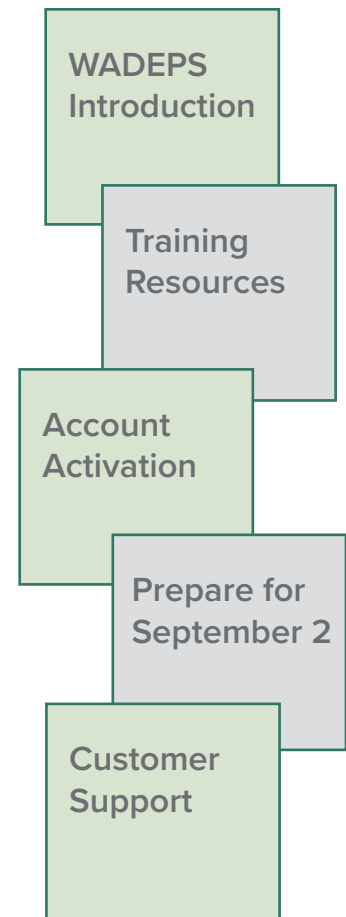 WADEPS
Introduction
Training
Resources
Account
Activation
Prepare for
September 2
Customer
Support